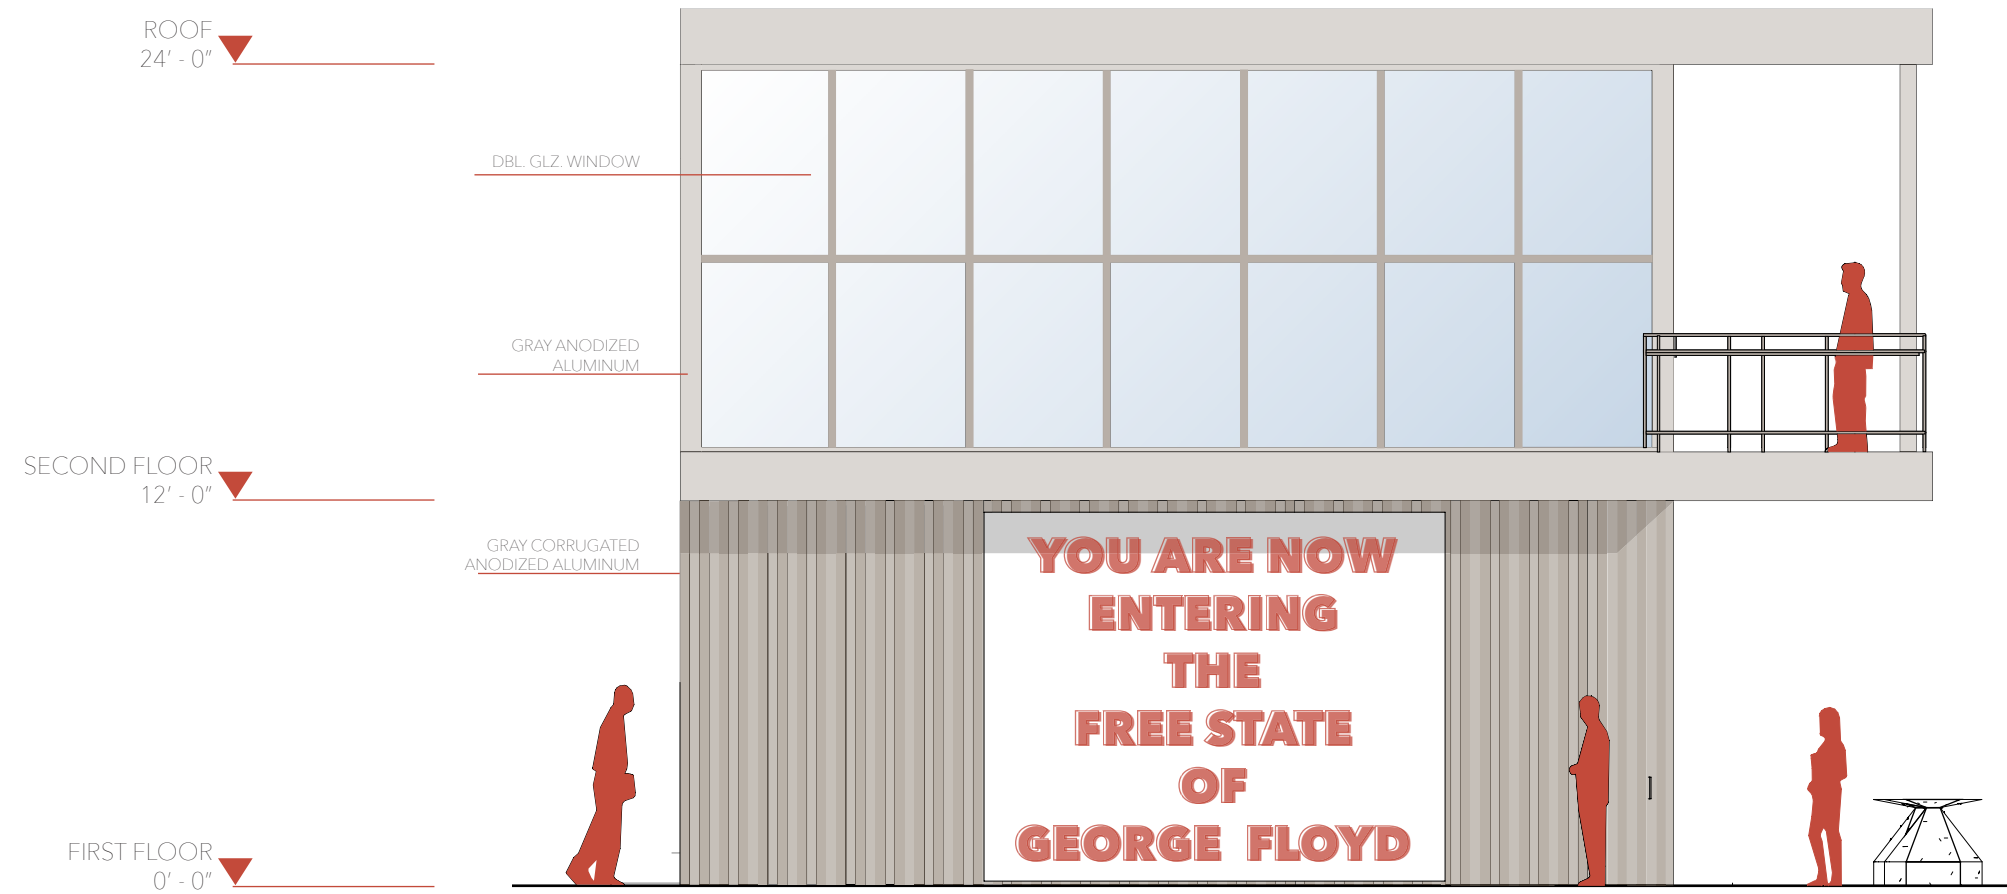 ROOF
24' - 0"
DBL. GLZ. WINDOW
GRAY ANODIZED
ALUMINUM
SECOND FLOOR
12' - 0"
GRAY CORRUGATED
ANODIZED ALUMINUM
YOU ARE NOW
ENTERING
THE
FREE STATE
OF
GEORGE FLOYD
FIRST FLOOR
0' - 0"